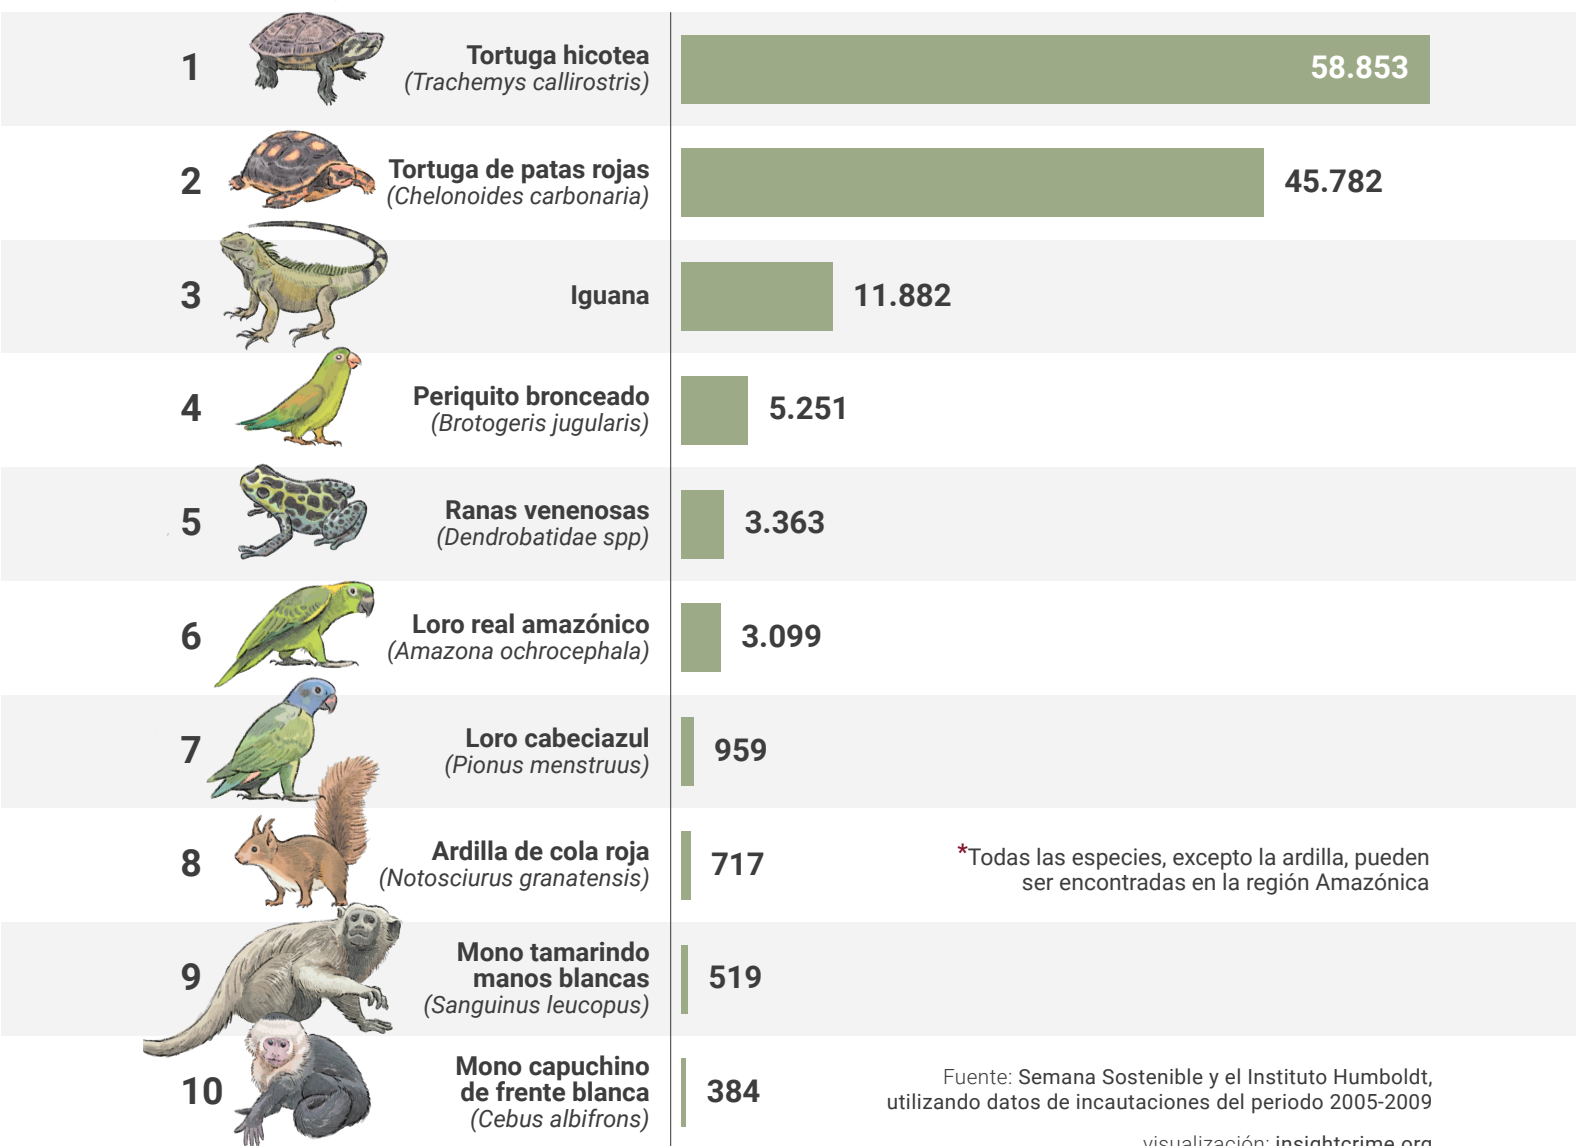 1
Tortuga hicotea
(Trachemys callirostris)
58.853
2
Tortuga de patas rojas
(Chelonoides carbonaria)
45.782
3
Iguana
11.882
4
Periquito bronceado
(Brotogeris jugularis)
5.251
5
Ranas venenosas
(Dendrobatidae spp)
3.363
6
Loro real amazónico
(Amazona ochrocephala)
3.099
7
Loro cabeciazul
(Pionus menstruus)
959
8
Ardilla de cola roja
(Notosciurus granatensis)
717
*Todas las especies, excepto la ardilla, pueden
ser encontradas en la región Amazónica
9
Mono tamarindo
manos blancas
(Sanguinus leucopus)
519
10
Mono capuchino
de frente blanca
(Cebus albifrons)
384
Fuente: Semana Sostenible y el Instituto Humboldt,
utilizando datos de incautaciones del periodo 2005-2009
visualización: insightcrime.org